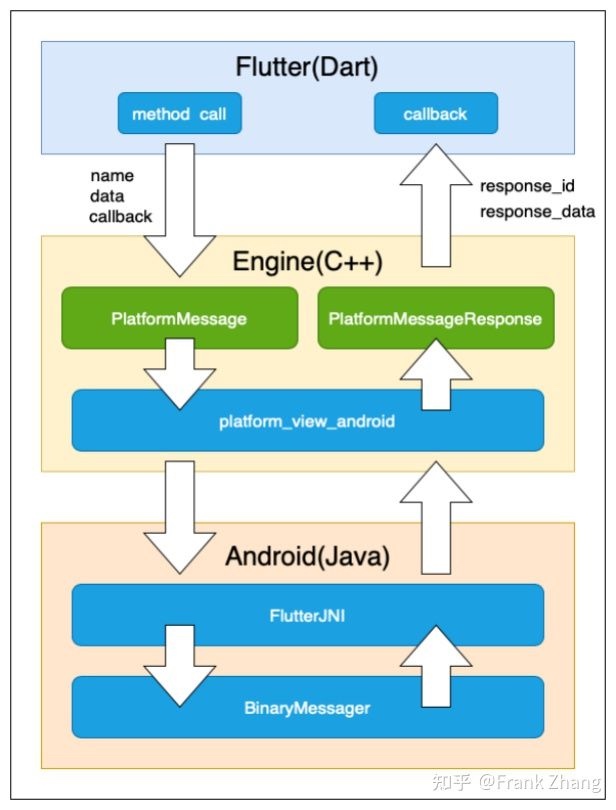 Flutter(Dart)
method call
callback
name
data
callback
response_id
response_data
Engine(C++)
PlatformMessage
PlatformMessageResponse
platform_view_android
Android(Java)
FlutterJNI
BinaryMessager
知乎 @Frank Zhang